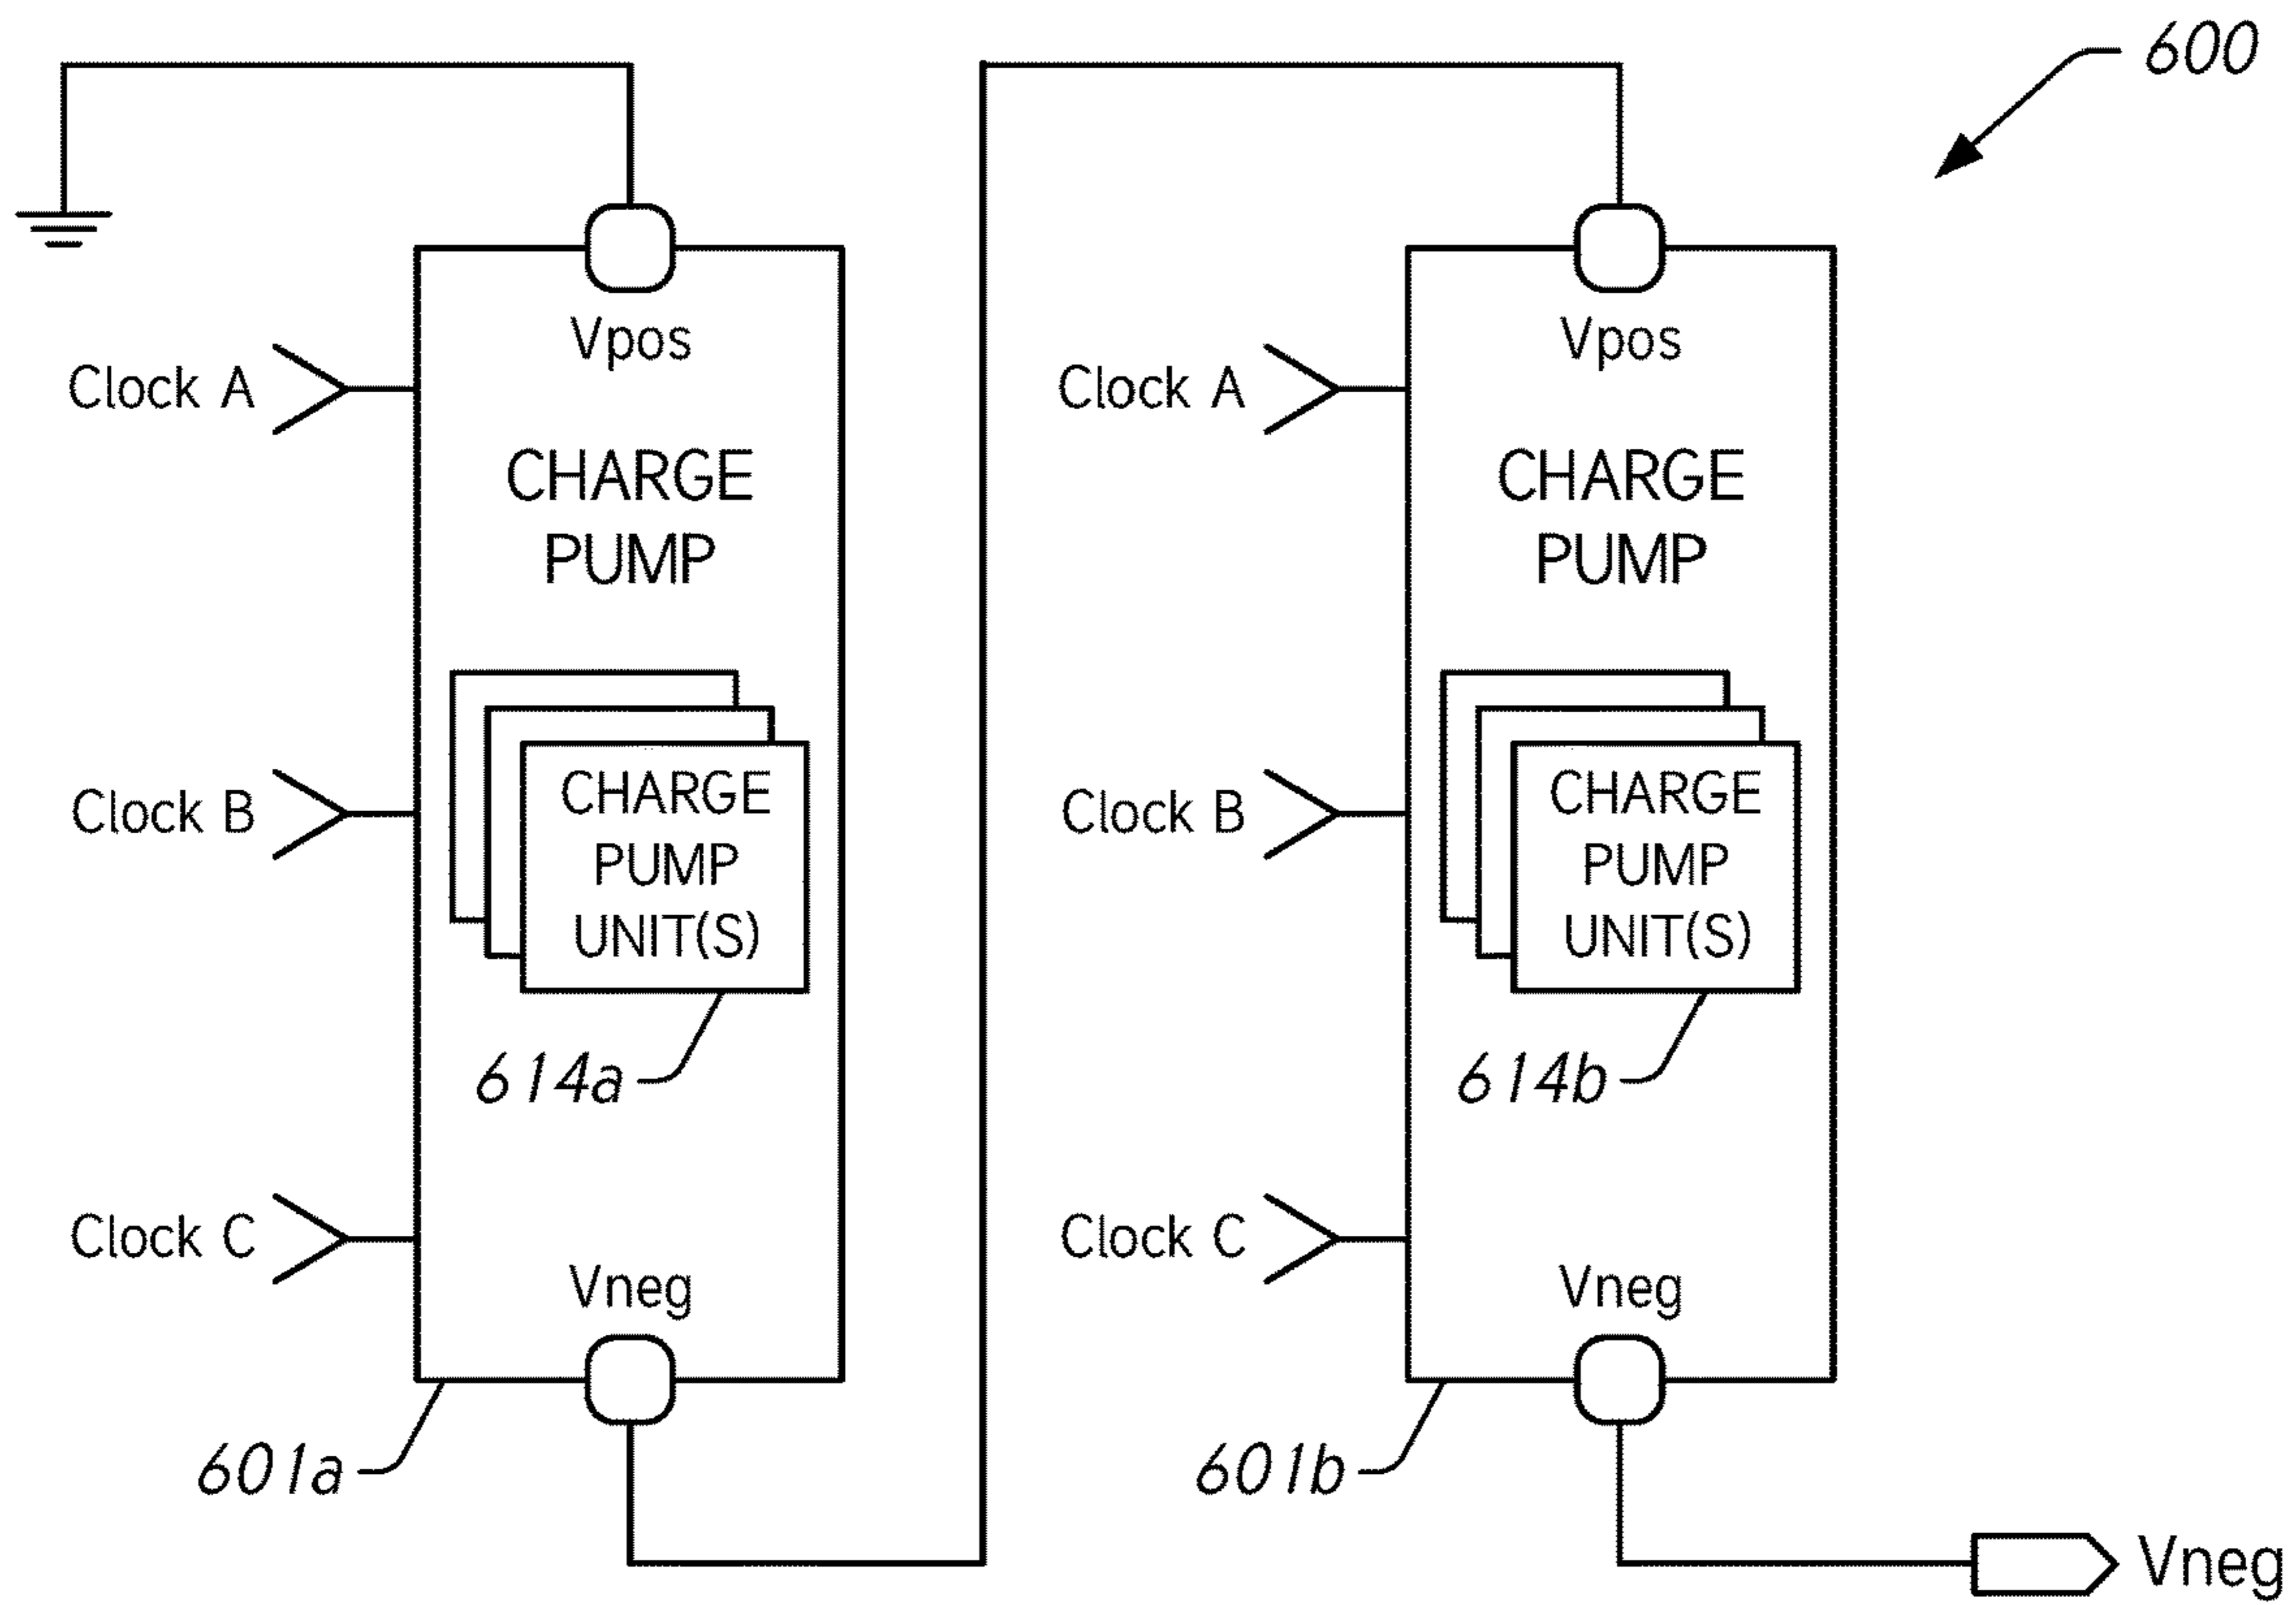 600
Vpos
Clock A
CHARGE
PUMP
Clock B
CHARGE
PUMP
UNIT(S)
614a
Clock C
Vneg
601a
Vpos
Clock A
CHARGE
PUMP
Clock B
CHARGE
PUMP
UNIT(S)
614b
Clock C
Vneg
601b
Vneg